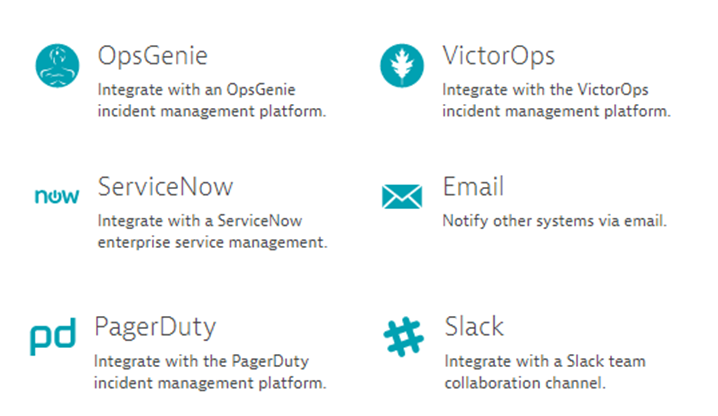 OpsGenie
Integrate with an OpsGenie
incident management platform.
VictorOps
Integrate with the VictorOps
incident management platform.
now
ServiceNow
Integrate with a ServiceNow
enterprise service management.
Email
Notify other systems via email.
pd
PagerDuty
Integrate with the PagerDuty
incident management platform.
Slack
Integrate with a Slack team
collaboration channel.